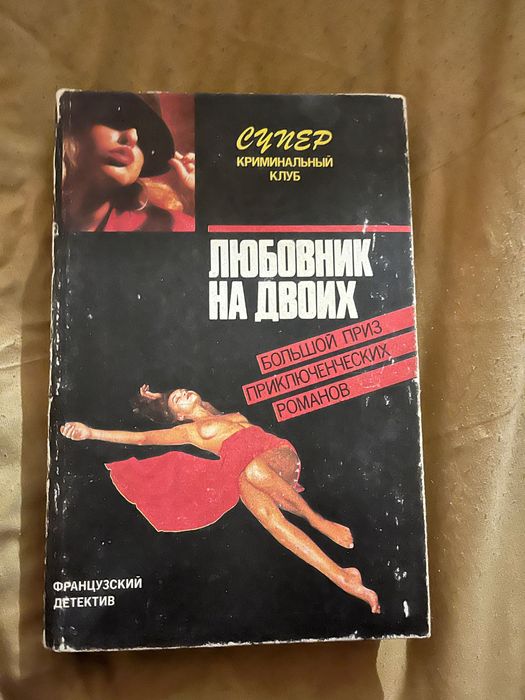 СУПЕР
КРИМИНАЛЬНЫЙ
КЛУБ
ЛЮБОВНИК
НА ДВОИХ
БОЛЬШОЙ ПРИЗ
ПРИКЛЮЧЕНЧЕСКИХ
РОМАНОВ
ФРАНЦУЗСКИЙ
ДЕТЕКТИВ